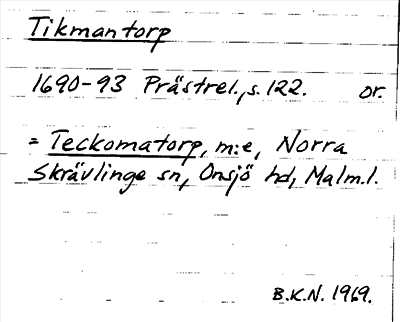 Tikmantorp
1690-93 Prästrel., s. 122. or.
= Teckomatorp, m:e, Norra
Skrävlinge sn, Onsjö hd, Malm.l.
B.K.N. 1969.